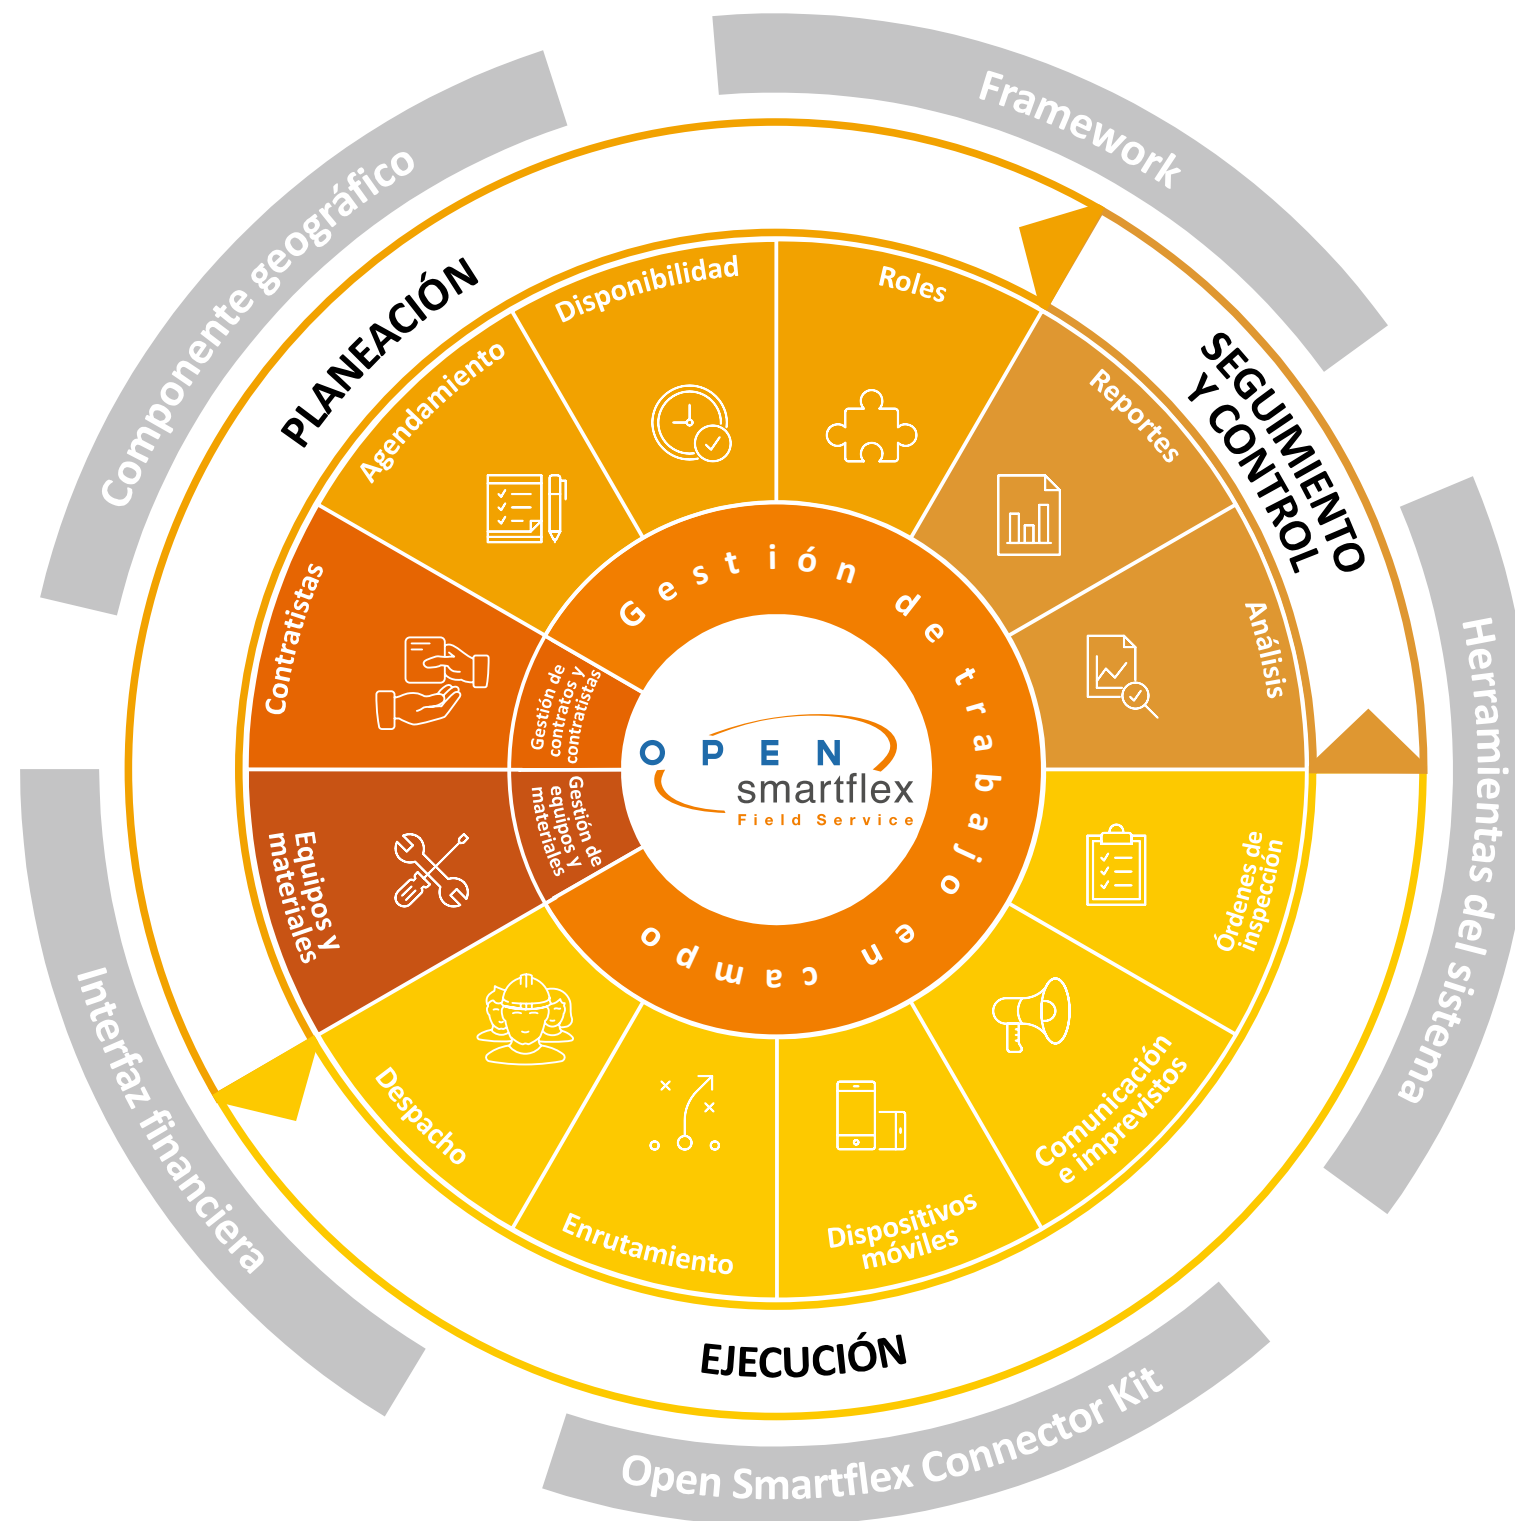 Framework
Herramientas del sistema
Open Smartflex Connector Kit
Interfaz financiera
Componente geográfico
PLANEACIÓN
SEGUIMIENTO
Y CONTROL
EJECUCIÓN
Contratistas
Agendamiento
Disponibilidad
Roles
Reportes
Análisis
Órdenes de
inspección
Comunicación
e imprevistos
Dispositivos
móviles
Enrutamiento
Despacho
Equipos y
materiales
Gestión de trabajo en campo
Gestión de
contratos y
contratistas
Gestión de
equipos y
materiales
OPEN
smartflex
Field Service